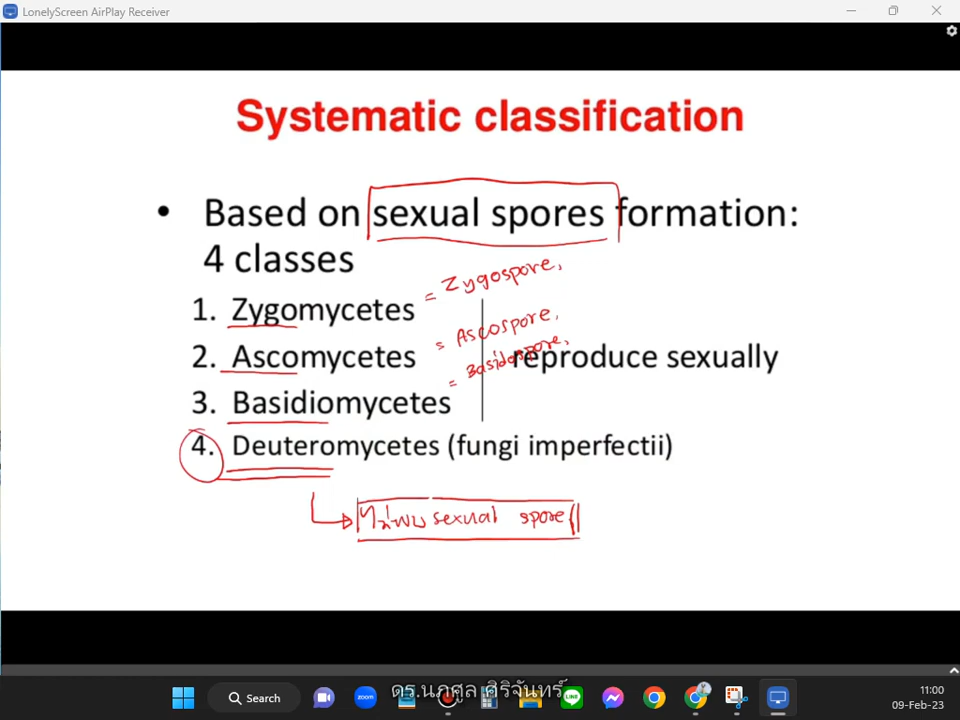 LonelyScreen AirPlay Receiver
Systematic classification
• Based on sexual spores formation:
4 classes
= Zygospore,
1. Zygomycetes
= Ascospore,
2. Ascomycetes
reproduce sexually
= Basidospore,
3. Basidiomycetes
4. Deuteromycetes (fungi imperfectii)
ไม่พบ sexual spore
Search
zoom
ดร.นภศูล ศิริจันทร์
11:00
09-Feb-23